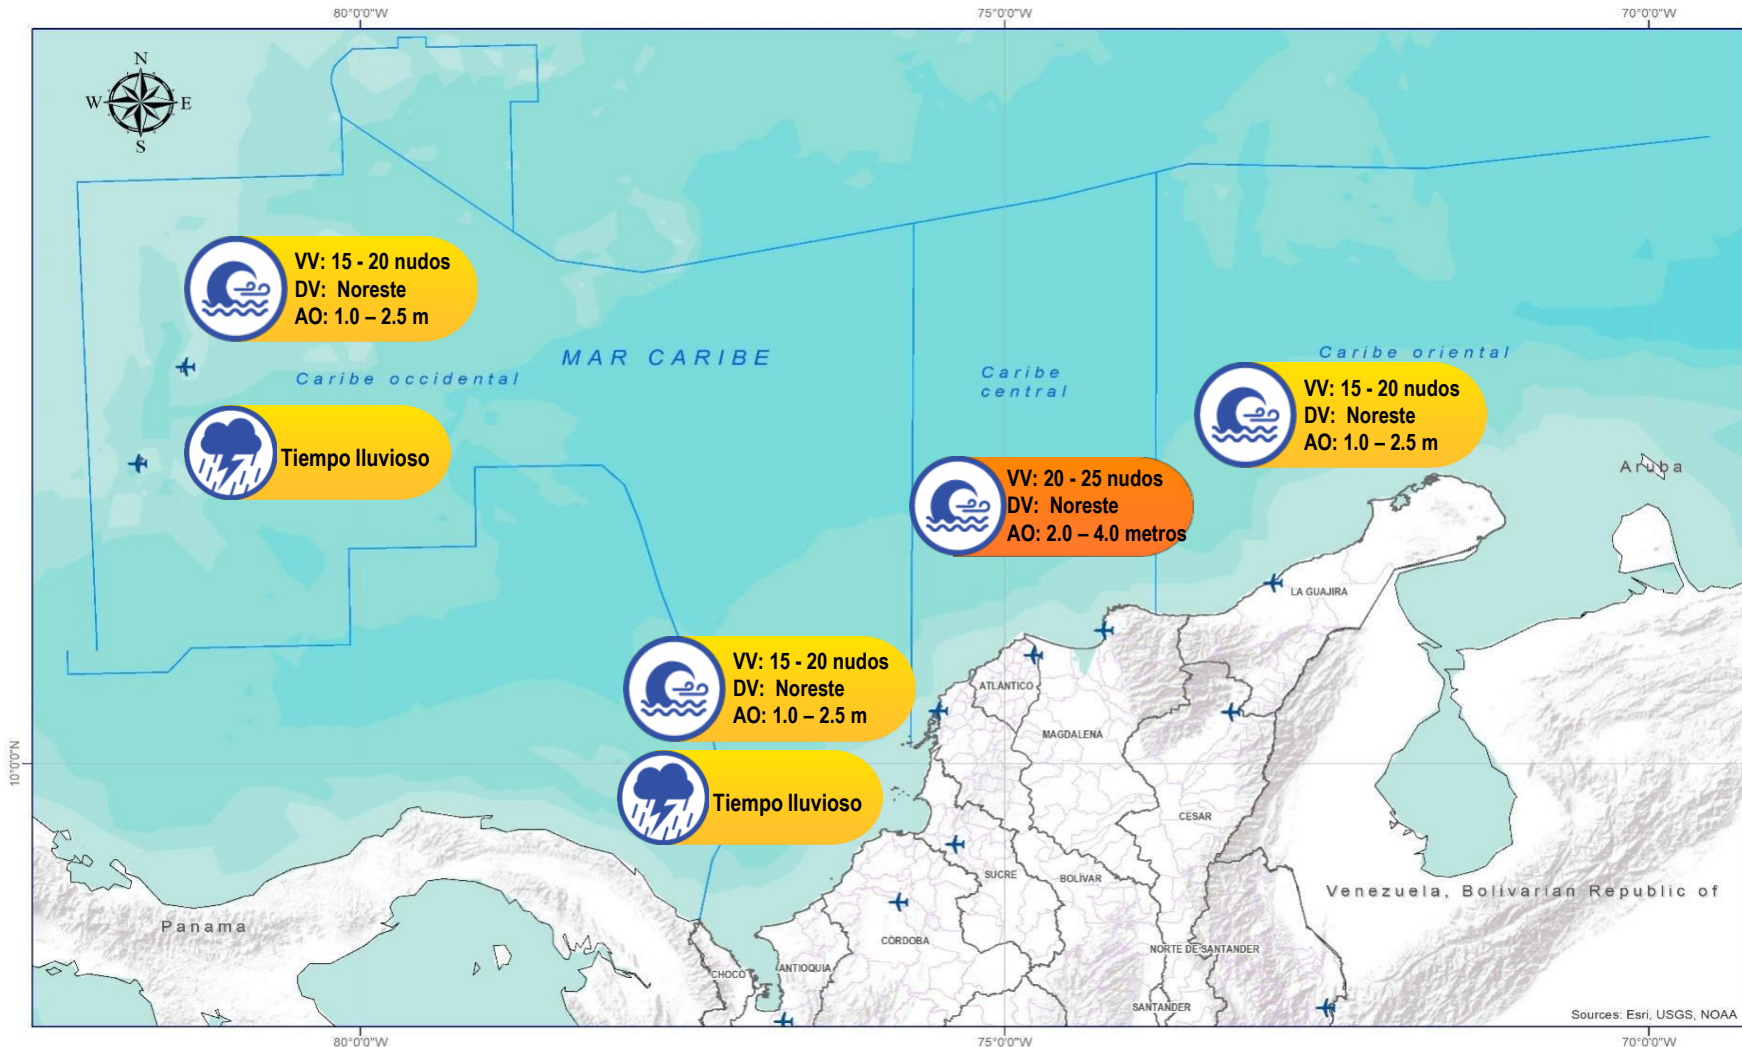 80°0'0"W
75°0'0"W
70°0'0"W
N
W
E
S
VV: 15 - 20 nudos
DV: Noreste
AO: 1.0 – 2.5 m
MAR CARIBE
Caribe occidental
Caribe
central
Caribe oriental
VV: 15 - 20 nudos
DV: Noreste
AO: 1.0 – 2.5 m
Tiempo lluvioso
VV: 20 - 25 nudos
DV: Noreste
AO: 2.0 – 4.0 metros
Aruba
LA GUAJIRA
VV: 15 - 20 nudos
DV: Noreste
AO: 1.0 – 2.5 m
ATLANTICO
MAGDALENA
10°0'0"N
Tiempo lluvioso
CESAR
SUCRE
BOLÍVAR
Venezuela, Bolivarian Republic of
Panama
CÓRDOBA
NORTE DE SANTANDER
CHOCO
ANTIOQUIA
SANTANDER
Sources: Esri, USGS, NOAA
80°0'0"W
75°0'0"W
70°0'0"W